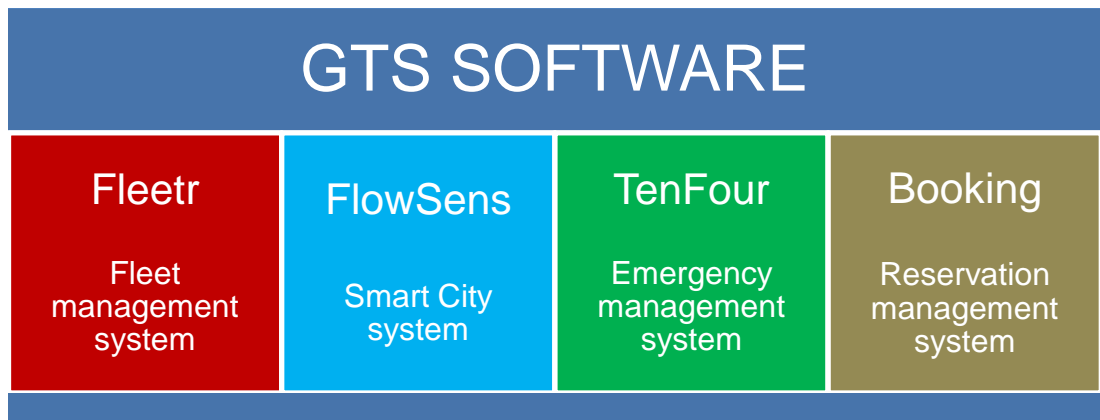 GTS SOFTWARE
Fleetr
Fleet
management
system
FlowSens
Smart City
system
TenFour
Emergency
management
system
Booking
Reservation
management
system